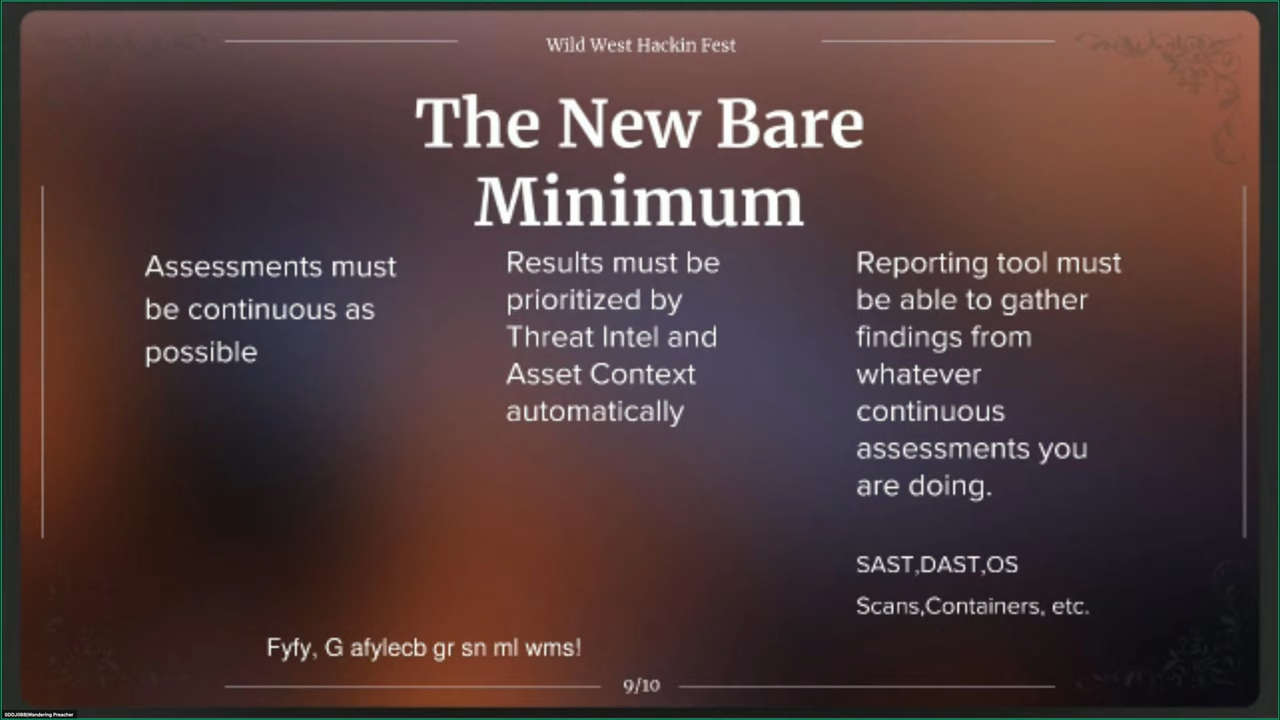 Wild West Hackin Fest
The New Bare
Minimum
Assessments must
be continuous as
possible
Results must be
prioritized by
Threat Intel and
Asset Context
automatically
Reporting tool must
be able to gather
findings from
whatever
continuous
assessments you
are doing.
SAST,DAST,OS
Scans,Containers, etc.
Fyfy, G afylecb gr sn ml wms!
9/10